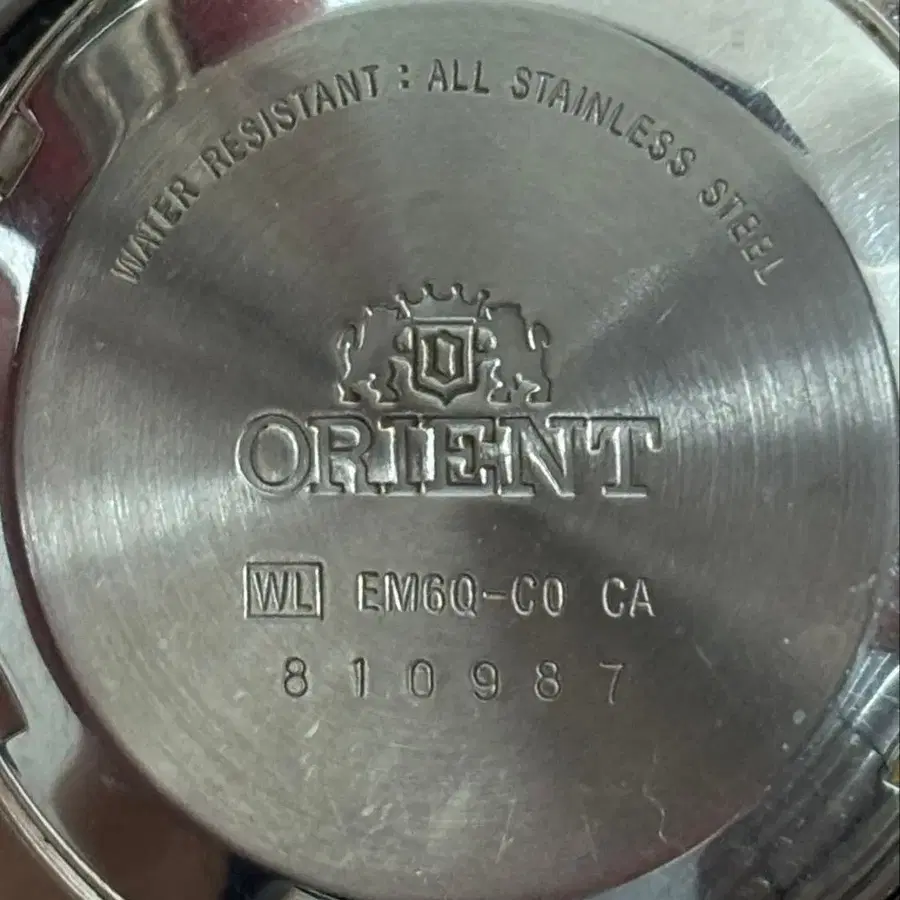 WATER RESISTANT : ALL STAINLESS STEEL
ORIENT
WL EM6Q-C0 CA
810987